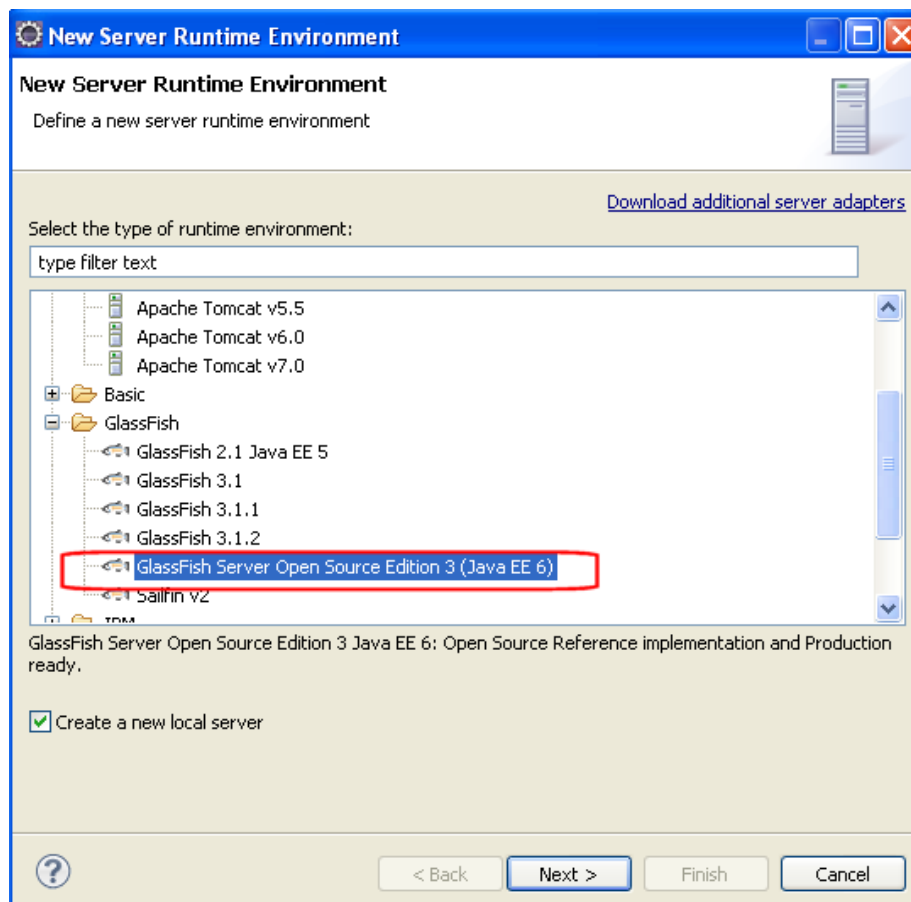 New Server Runtime Environment
New Server Runtime Environment
Define a new server runtime environment
Download additional server adapters
Select the type of runtime environment:
type filter text
Apache Tomcat v5.5
Apache Tomcat v6.0
Apache Tomcat v7.0
Basic
GlassFish
GlassFish 2.1 Java EE 5
GlassFish 3.1
GlassFish 3.1.1
GlassFish 3.1.2
GlassFish Server Open Source Edition 3 (Java EE 6)
Sailfin v2
IBM
GlassFish Server Open Source Edition 3 Java EE 6: Open Source Reference implementation and Production
ready.
Create a new local server
? < Back Next > Finish Cancel